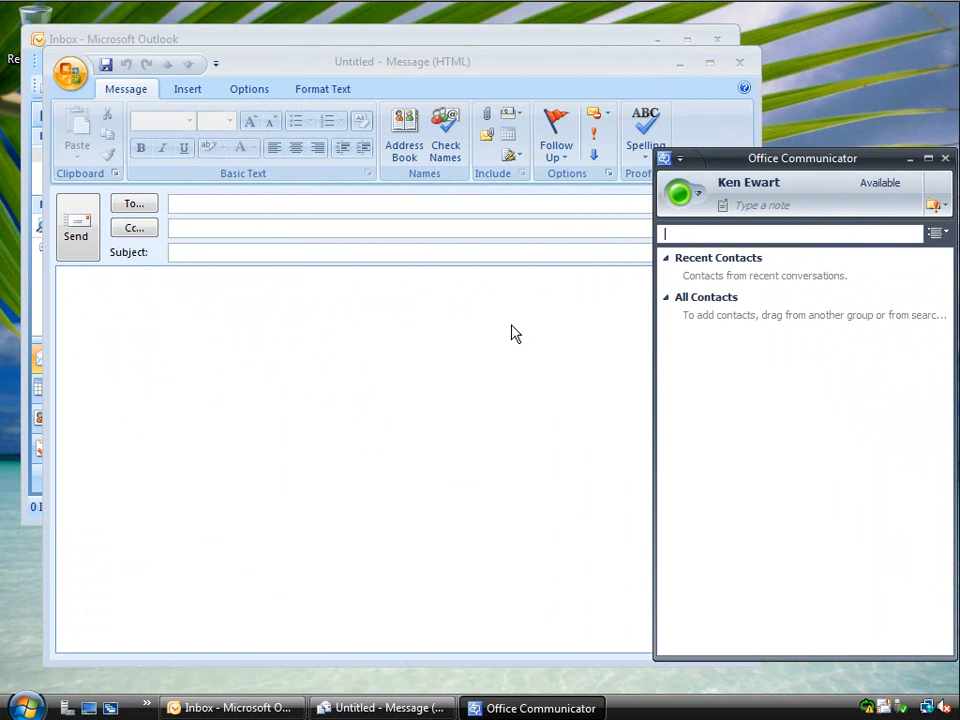 Re
Inbox - Microsoft Outlook
Untitled - Message (HTML)
Message Insert Options Format Text
Paste
Address Book
Check Names
Follow Up
ABC
Spelling
Clipboard
Basic Text
Names
Include
Options
Proof
Send
To...
Cc...
Subject:
Office Communicator
Ken Ewart Available
Type a note
Recent Contacts
Contacts from recent conversations.
All Contacts
To add contacts, drag from another group or from searc...
Inbox - Microsoft O...
Untitled - Message (...
Office Communicator